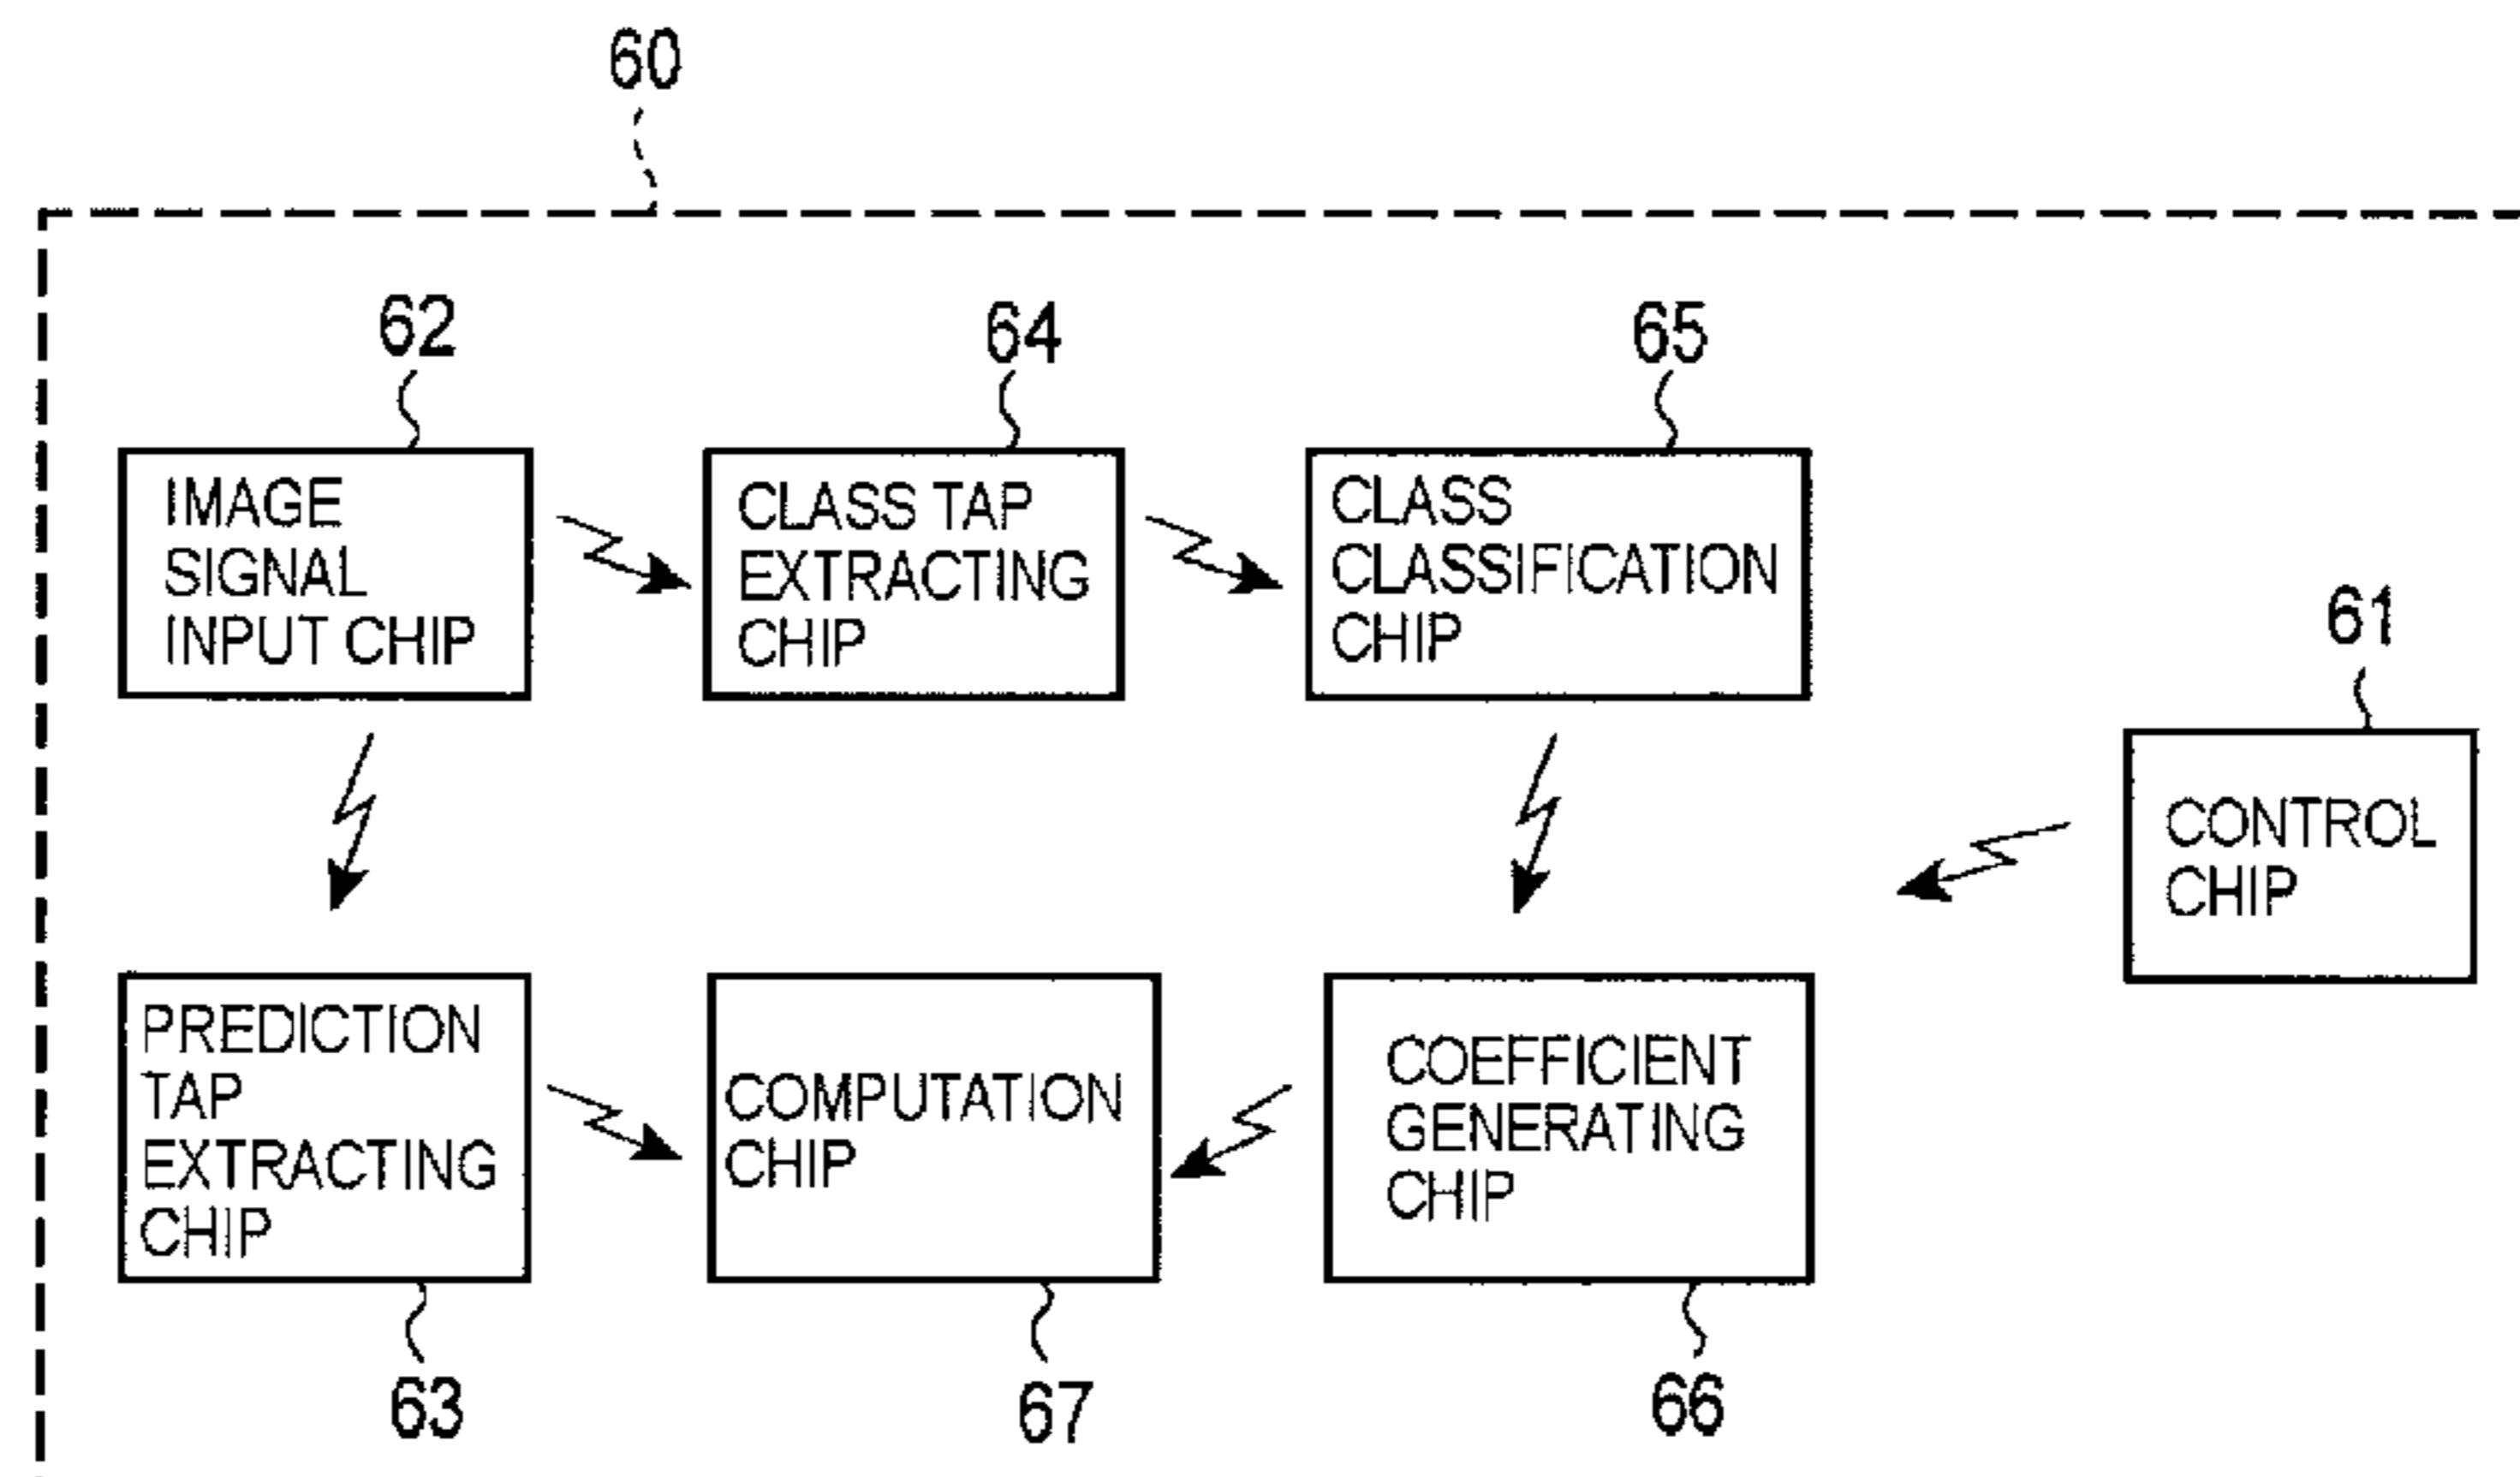 60
62
64
65
IMAGE
SIGNAL
INPUT CHIP
CLASS TAP
EXTRACTING
CHIP
CLASS
CLASSIFICATION
CHIP
61
CONTROL
CHIP
PREDICTION
TAP
EXTRACTING
CHIP
COMPUTATION
CHIP
COEFFICIENT
GENERATING
CHIP
63
67
66